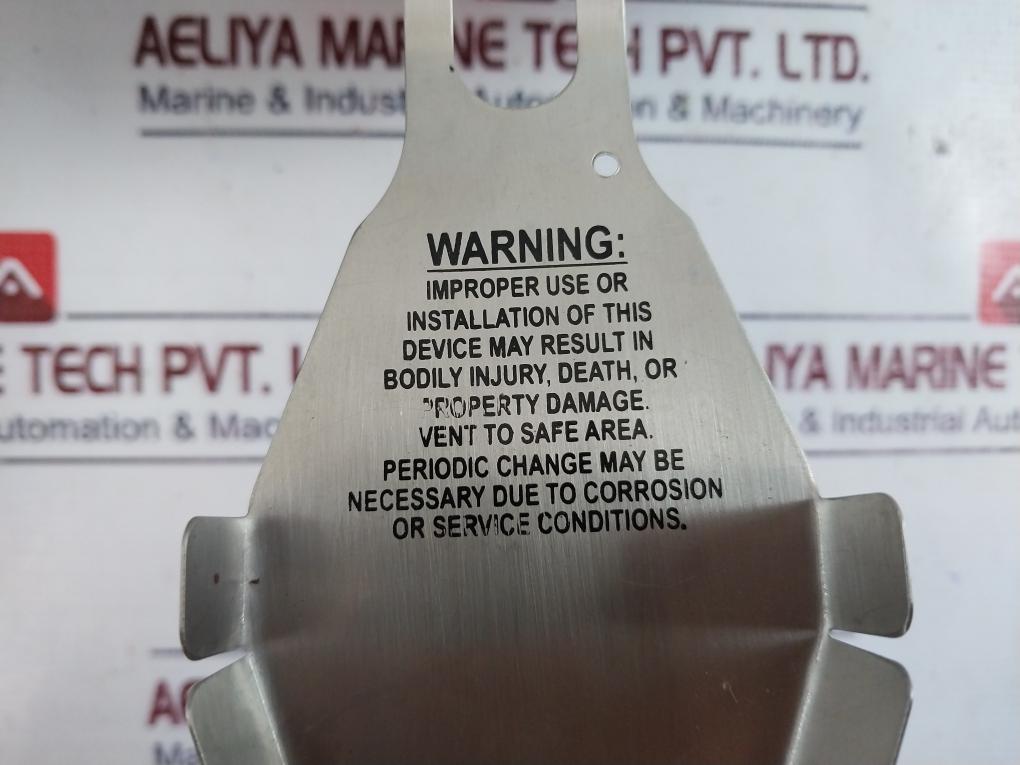 AELIYA MARINE TECH PVT. LTD.
Marine & Indust Automation & Machinery
WARNING:
IMPROPER USE OR
INSTALLATION OF THIS
DEVICE MAY RESULT IN
BODILY INJURY, DEATH, OR
PROPERTY DAMAGE.
VENT TO SAFE AREA.
PERIODIC CHANGE MAY BE
NECESSARY DUE TO CORROSION
OR SERVICE CONDITIONS.
E TECH PVT. L
utomation & Mac
IYA MARINE
& Industrial Aut
A
Ma